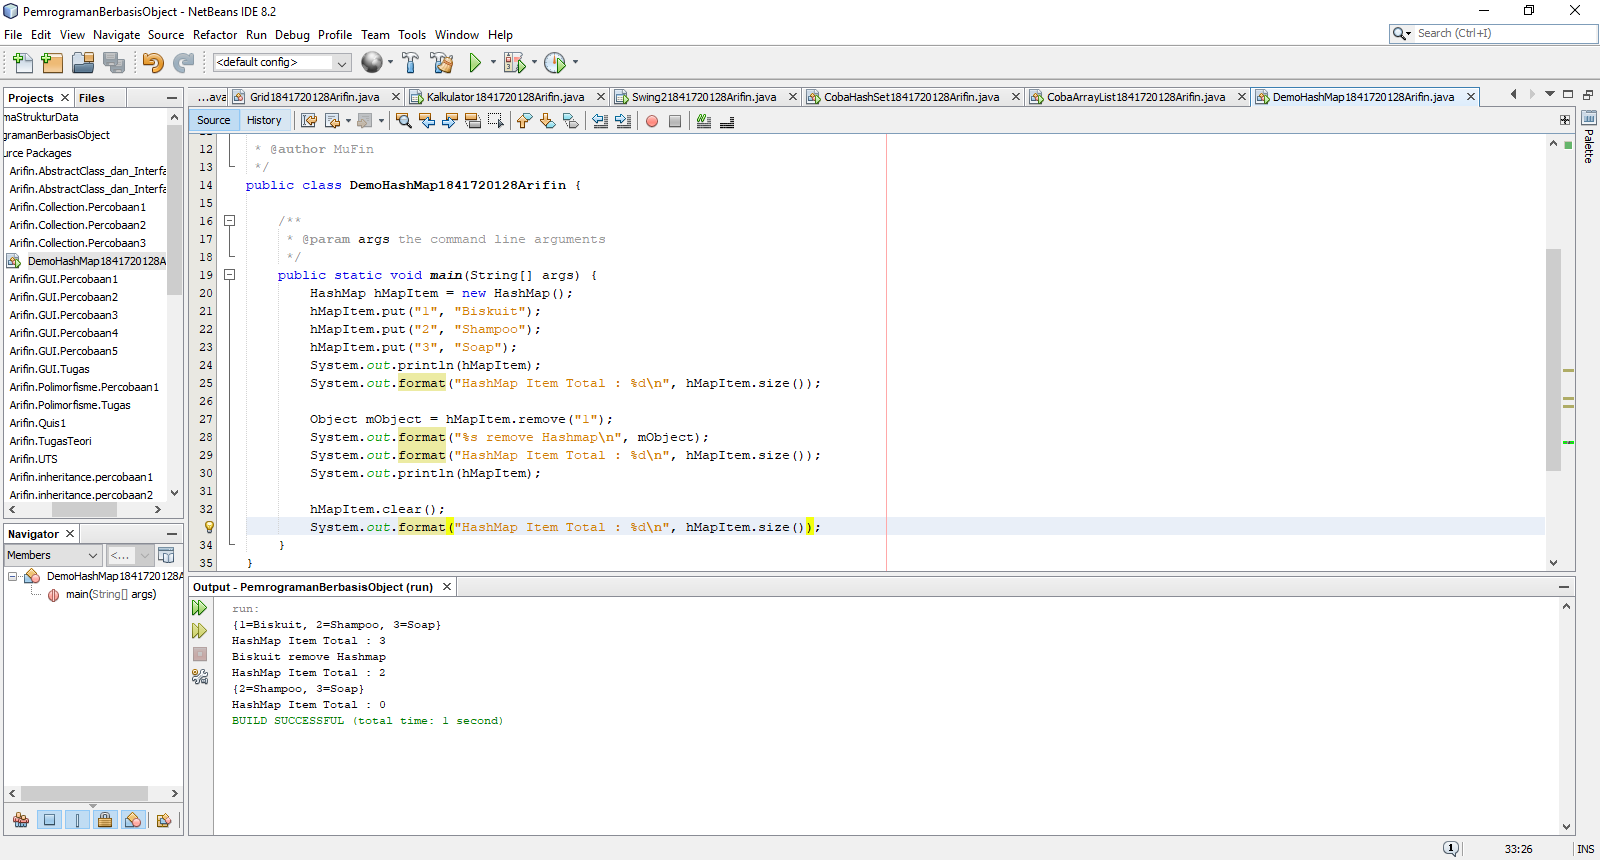 PemrogramanBerbasisObject - NetBeans IDE 8.2
File Edit View Navigate Source Refactor Run Debug Profile Team Tools Window Help
Search (Ctrl+I)
<default config>
Projects Files
maStrukturData
gramanBerbasisObject
urce Packages
Arifin.AbstractClass_dan_Interfa
Arifin.AbstractClass_dan_Interfa
Arifin.Collection.Percobaan1
Arifin.Collection.Percobaan2
Arifin.Collection.Percobaan3
DemoHashMap1841720128A
Arifin.GUI.Percobaan1
Arifin.GUI.Percobaan2
Arifin.GUI.Percobaan3
Arifin.GUI.Percobaan4
Arifin.GUI.Percobaan5
Arifin.GUI.Tugas
Arifin.Polimorfisme.Percobaan1
Arifin.Polimorfisme.Tugas
Arifin.Quis1
Arifin.TugasTeori
Arifin.UTS
Arifin.inheritance.percobaan1
Arifin.inheritance.percobaan2
Navigator
Members
<...
DemoHashMap1841720128A
main(String[] args)
...ava Grid1841720128Arifin.java Kalkulator1841720128Arifin.java Swing21841720128Arifin.java CobaHashSet1841720128Arifin.java CobaArrayList1841720128Arifin.java DemoHashMap1841720128Arifin.java
Source History
Palette
12 * @author MuFin
13 */
14 public class DemoHashMap1841720128Arifin {
15
16 /**
17 * @param args the command line arguments
18 */
19 public static void main(String[] args) {
20 HashMap hMapItem = new HashMap();
21 hMapItem.put("1", "Biskuit");
22 hMapItem.put("2", "Shampoo");
23 hMapItem.put("3", "Soap");
24 System.out.println(hMapItem);
25 System.out.format("HashMap Item Total : %d\n", hMapItem.size());
26
27 Object mObject = hMapItem.remove("1");
28 System.out.format("%s remove Hashmap\n", mObject);
29 System.out.format("HashMap Item Total : %d\n", hMapItem.size());
30 System.out.println(hMapItem);
31
32 hMapItem.clear();
System.out.format("HashMap Item Total : %d\n", hMapItem.size());
34 }
35 }
Output - PemrogramanBerbasisObject (run)
run:
{1=Biskuit, 2=Shampoo, 3=Soap}
HashMap Item Total : 3
Biskuit remove Hashmap
HashMap Item Total : 2
{2=Shampoo, 3=Soap}
HashMap Item Total : 0
BUILD SUCCESSFUL (total time: 1 second)
1 33:26 INS